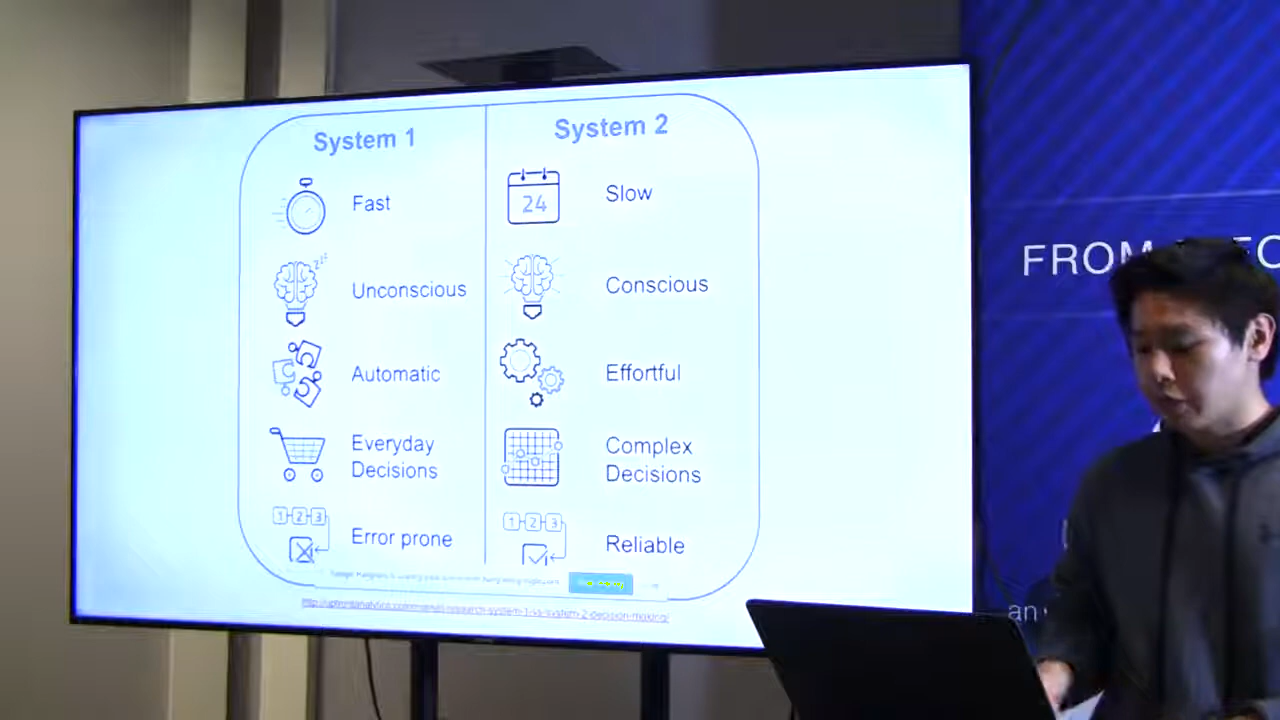 System 1
Fast
Unconscious
Automatic
Everyday
Decisions
1 2 3
Error prone
System 2
24
Slow
Conscious
Effortful
Complex
Decisions
1 2 3
Reliable
FROM
an